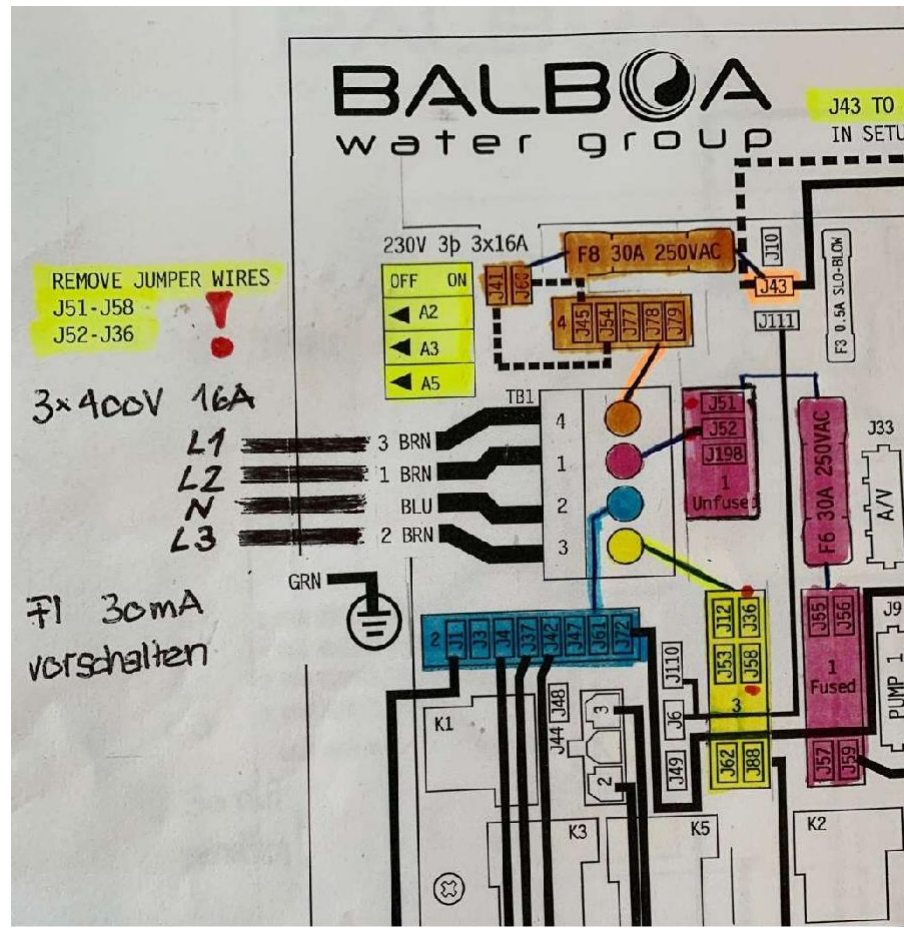 BALBOA
water group
J43 TO
IN SETU
230V 3þ 3x16A
OFF ON
A2
A3
A5
J41
J60
F8 30A 250VAC
J10
J43
J111
F3 0.5A SLO-BLOW
REMOVE JUMPER WIRES
J51-J58
J52-J36
!
4
J45
J54
J77
J78
J79
3x400V 16A
L1
L2
N
L3
3 BRN
1 BRN
BLU
2 BRN
TB1
4
1
2
3
J51
J52
J198
1
Unfused
F6 30A 250VAC
J33
A/V
GRN
FI 30mA
vorschalten
2
J1
J3
J4
J37
J42
J47
J61
J72
J110
J12
J36
J53
J58
3
J62
J88
J55
J56
1
Fused
J57
J59
J9
PUMP 1
K1
J48
J44
3
2
J6
J49
K3
K5
K2